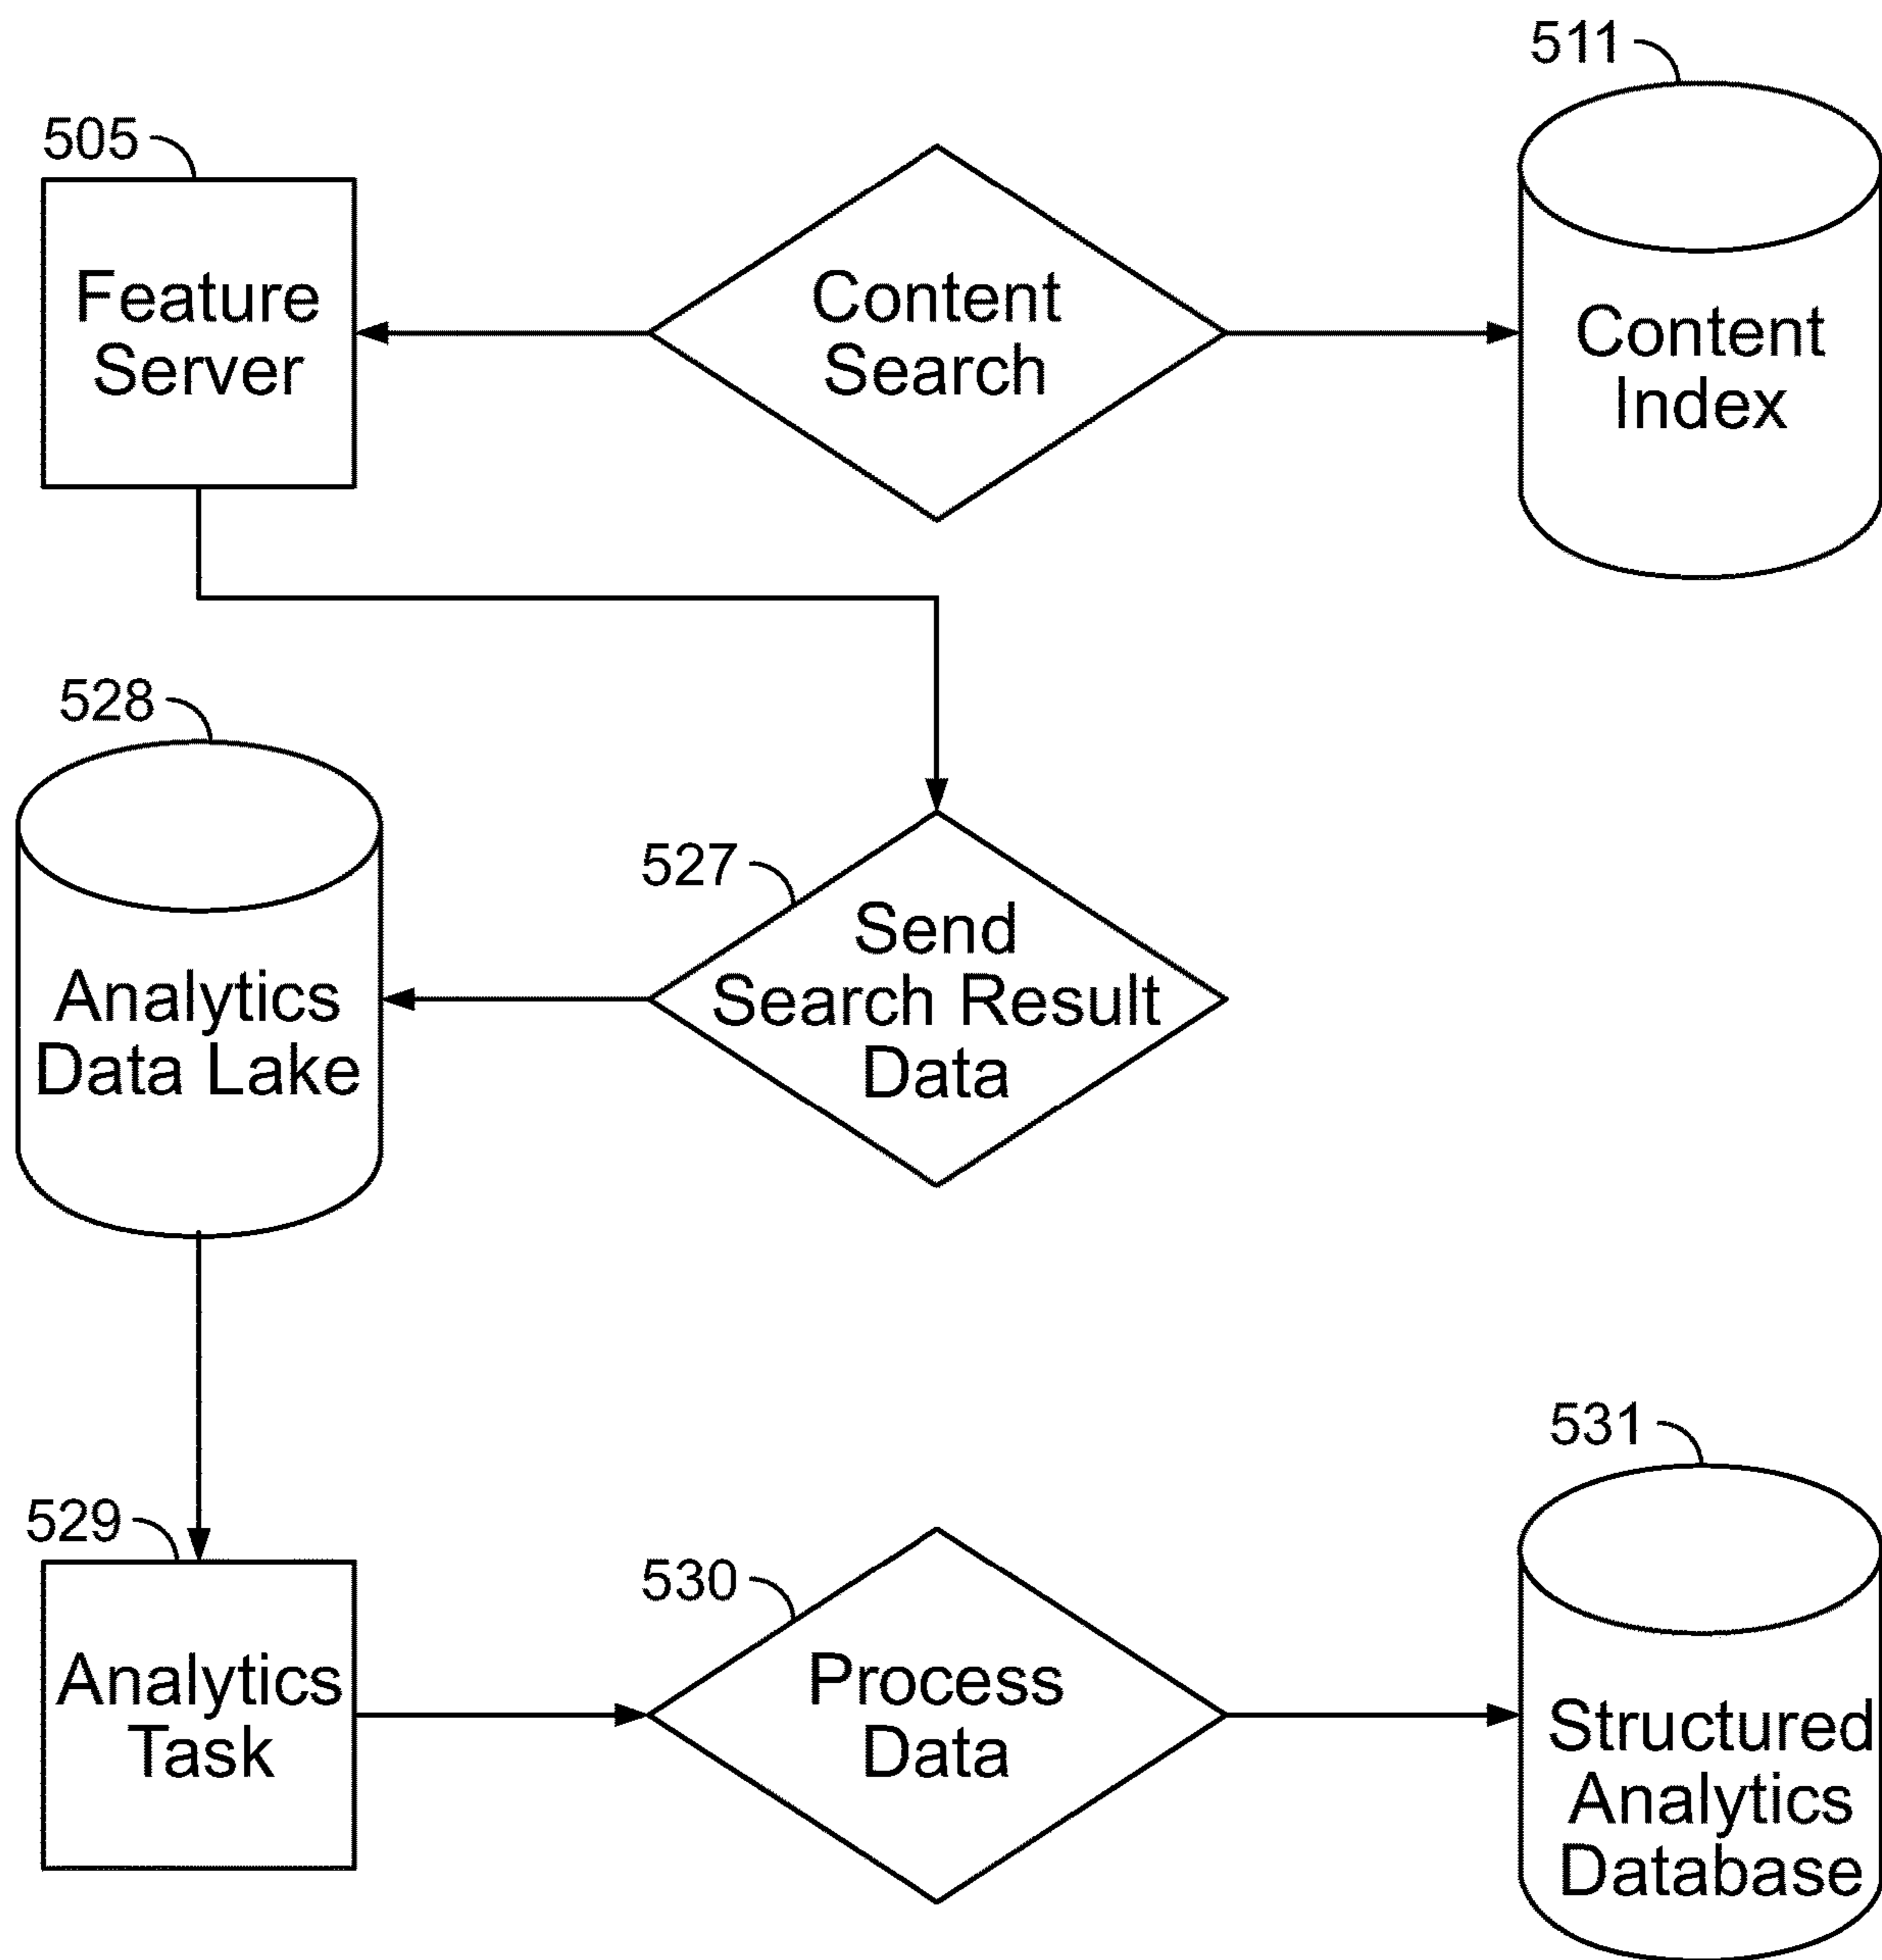 511
505
Feature
Server
Content
Search
Content
Index
528
527
Analytics
Data Lake
Send
Search Result
Data
531
529
530
Analytics
Task
Process
Data
Structured
Analytics
Database